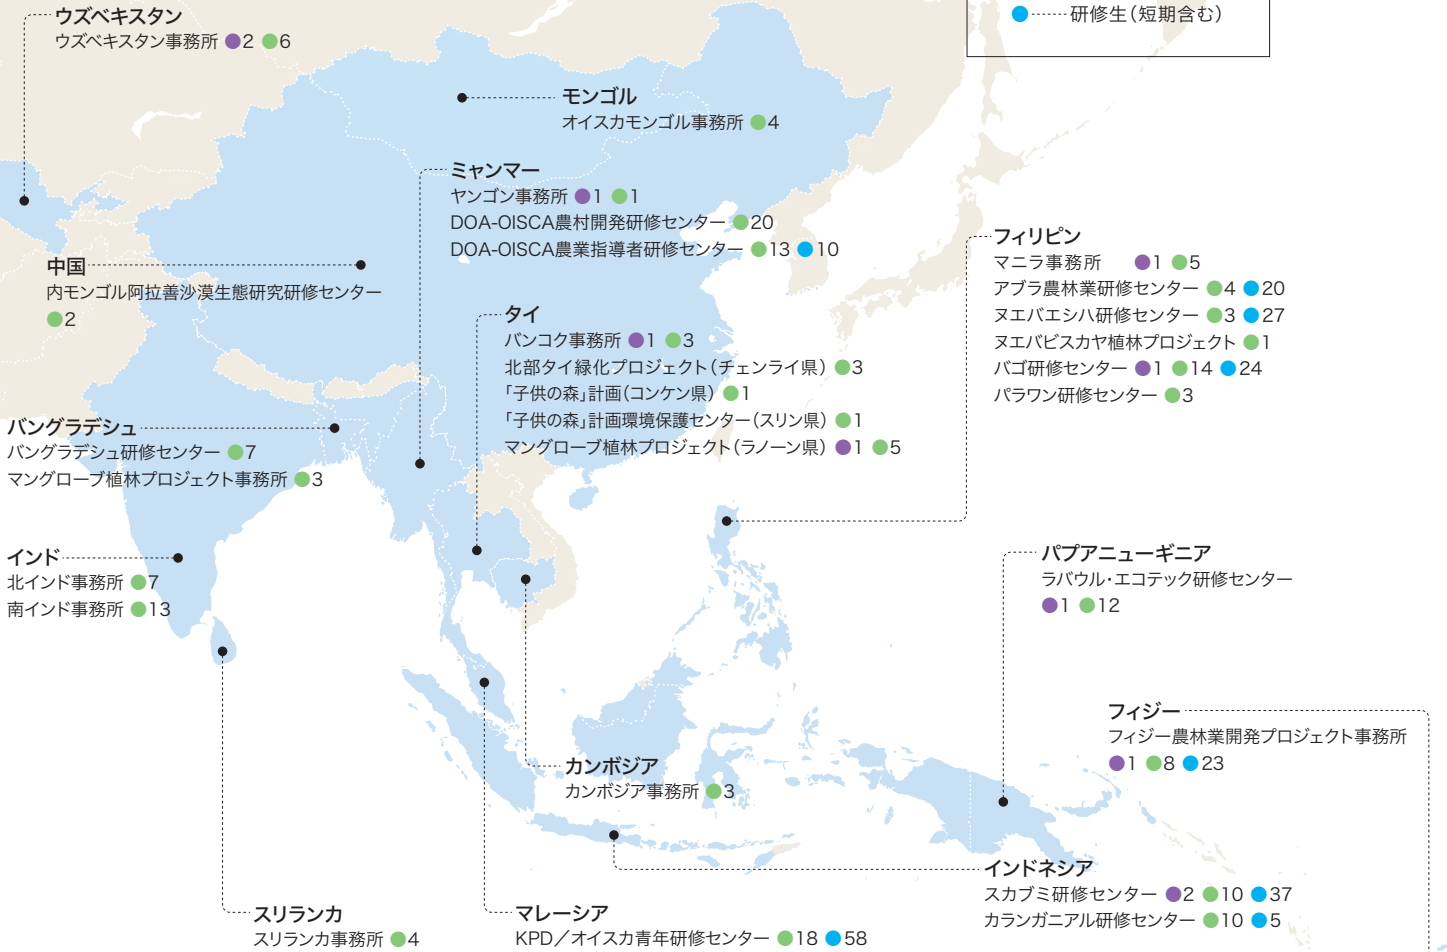 研修生(短期含む)
ウズベキスタン
ウズベキスタン事務所 ●2 ●6
モンゴル
オイスカモンゴル事務所 ●4
ミャンマー
ヤンゴン事務所 ●1 ●1
DOA-OISCA農村開発研修センター ●20
DOA-OISCA農業指導者研修センター ●13 ●10
中国
内モンゴル阿拉善沙漠生態研究研修センター
●2
タイ
バンコク事務所 ●1 ●3
北部タイ緑化プロジェクト(チェンライ県) ●3
「子供の森」計画(コンケン県) ●1
「子供の森」計画環境保護センター(スリン県) ●1
マングローブ植林プロジェクト(ラノーン県) ●1 ●5
フィリピン
マニラ事務所 ●1 ●5
アブラ農林業研修センター ●4 ●20
ヌエバエシハ研修センター ●3 ●27
ヌエバビスカヤ植林プロジェクト ●1
バゴ研修センター ●1 ●14 ●24
パラワン研修センター ●3
バングラデシュ
バングラデシュ研修センター ●7
マングローブ植林プロジェクト事務所 ●3
インド
北インド事務所 ●7
南インド事務所 ●13
パプアニューギニア
ラバウル・エコテック研修センター
●1 ●12
フィジー
フィジー農林業開発プロジェクト事務所
●1 ●8 ●23
カンボジア
カンボジア事務所 ●3
インドネシア
スカブミ研修センター ●2 ●10 ●37
カランガニアル研修センター ●10 ●5
スリランカ
スリランカ事務所 ●4
マレーシア
KPD/オイスカ青年研修センター ●18 ●58